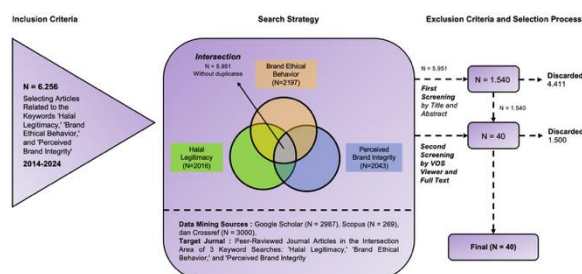 Inclusion Criteria
Search Strategy
Exclusion Criteria and Selection Process
N = 6.256
Selecting Articles
Related to the
Keywords 'Halal
Legitimacy,' 'Brand
Ethical Behavior,'
and 'Perceived
Brand Integrity'
2014-2024
Intersection
N = 5.951
Without duplicates
Brand Ethical
Behavior
(N=2197)
Halal
Legitimacy
(N=2016)
Perceived
Brand Integrity
(N=2043)
Data Mining Sources : Google Scholar (N = 2987), Scopus (N = 269),
dan Crossref (N = 3000).
Target Jurnal : Peer-Reviewed Journal Articles in the Intersection
Area of 3 Keyword Searches: 'Halal Legitimacy,' 'Brand Ethical
Behavior,' and 'Perceived Brand Integrity
N = 5.951
First
Screening
by Title and
Abstract
N = 1.540
Discarded
4.411
N = 1.540
Second
Screening
by VOS
Viewer and
Full Text
N = 40
Discarded
1.500
Final (N = 40)